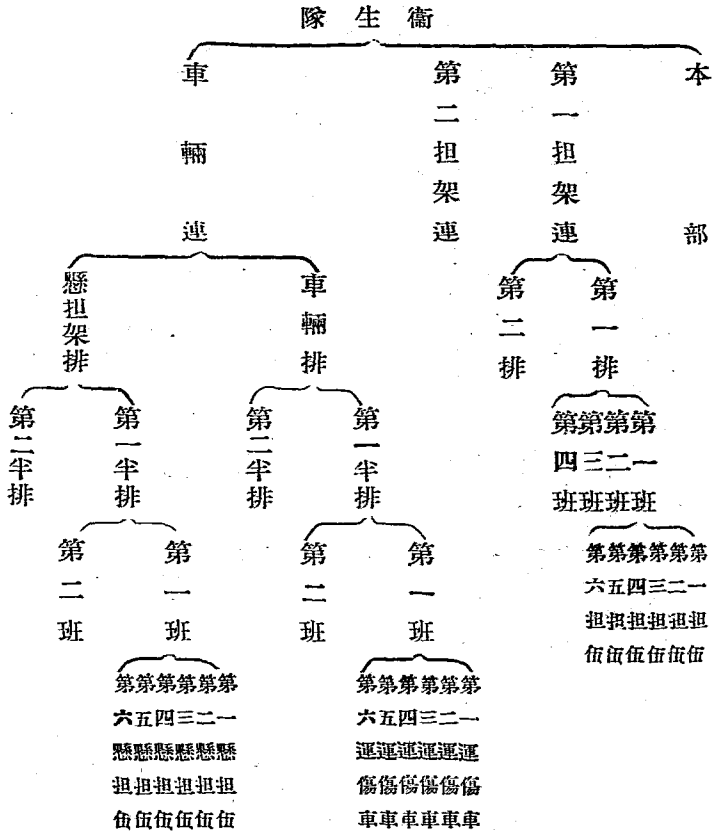 衞生隊
本部
第一担架連
第二担架連
車輛連
第一排
第二排
車輛排
懸担架排
第一班
第二班
第三班
第四班
第一半排
第二半排
第一半排
第二半排
第一担伍
第二担伍
第三担伍
第四担伍
第五担伍
第六担伍
第一班
第二班
第一班
第二班
第一運傷車
第二運傷車
第三運傷車
第四運傷車
第五運傷車
第六運傷車
第一懸担伍
第二懸担伍
第三懸担伍
第四懸担伍
第五懸担伍
第六懸担伍